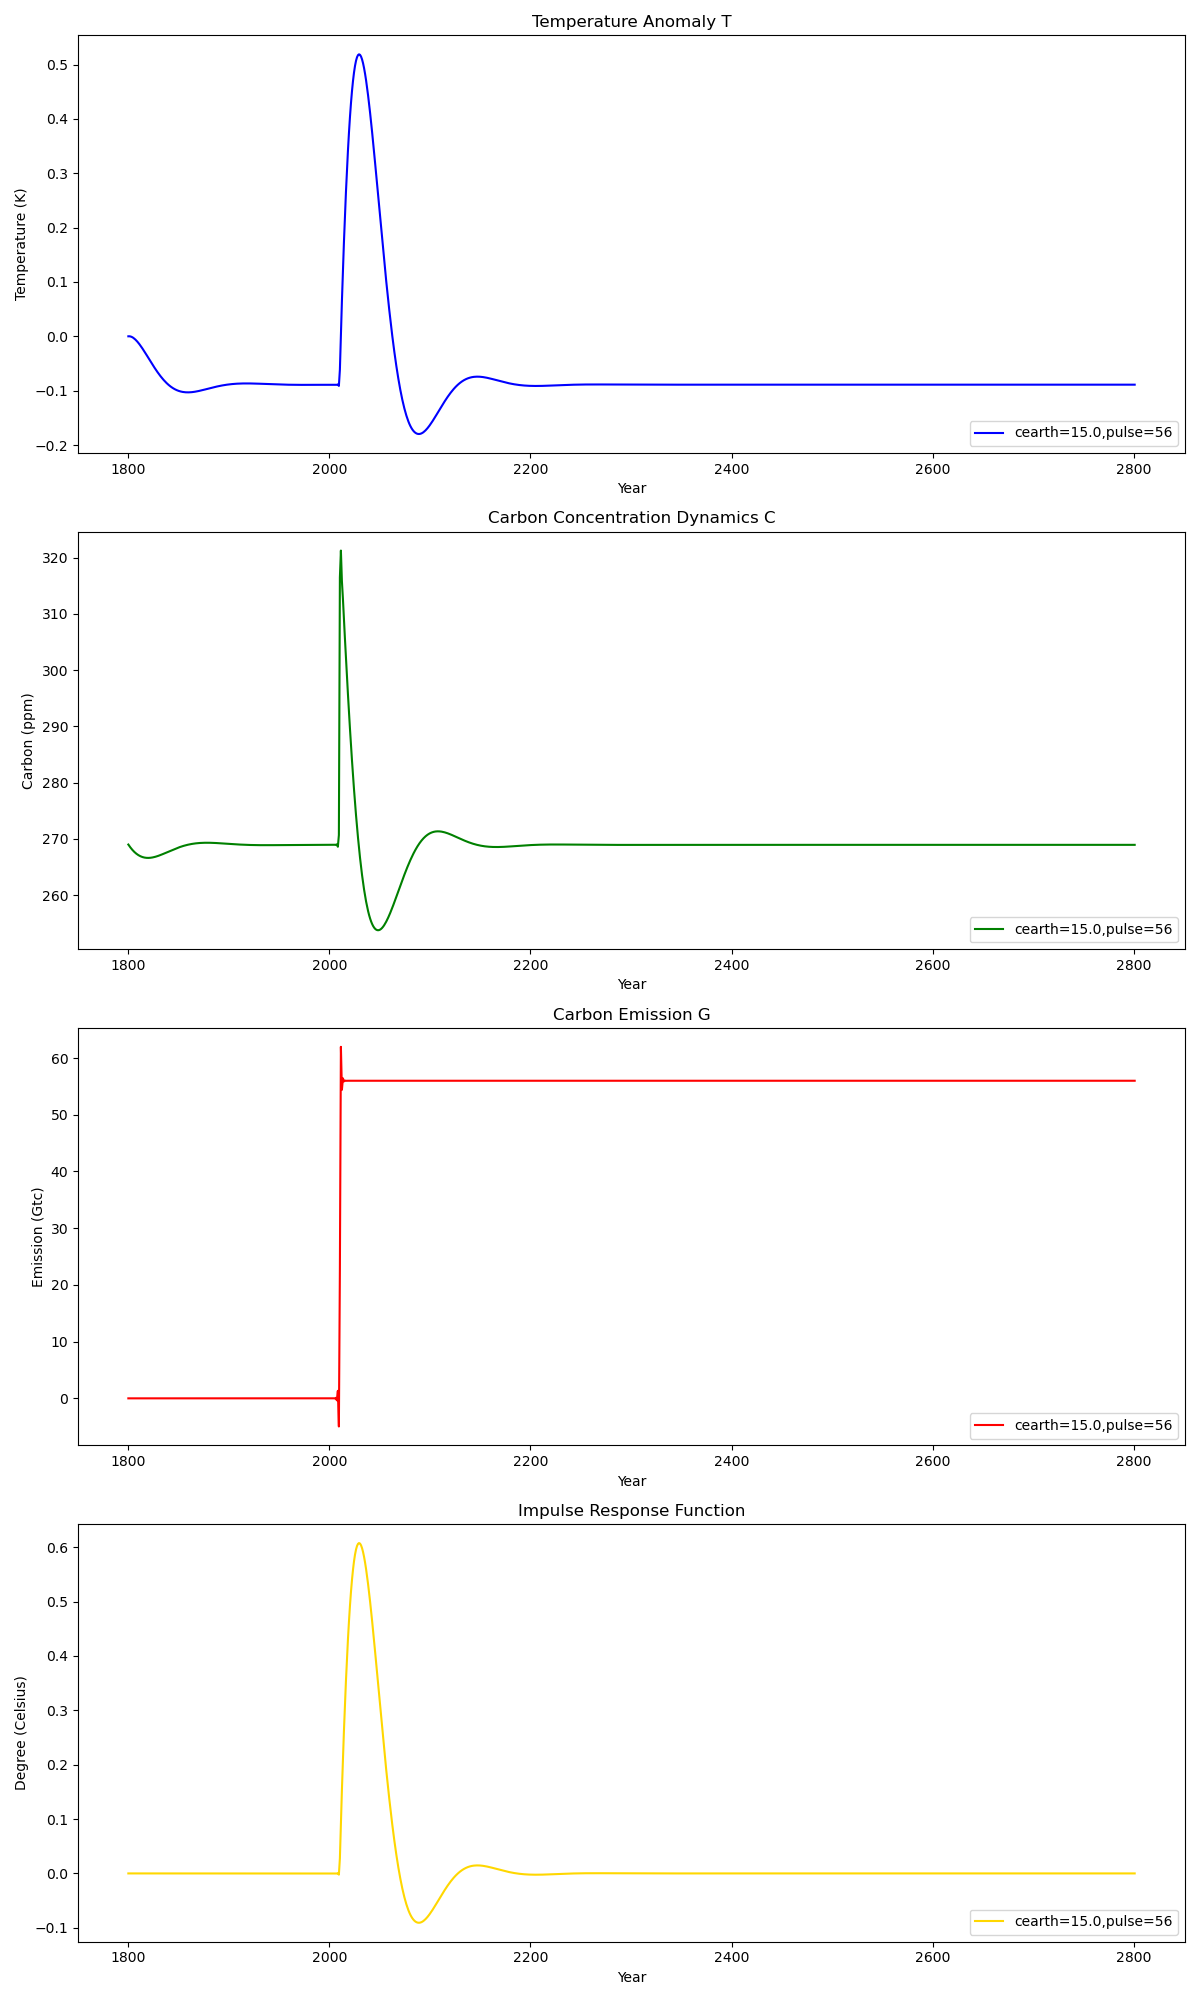 Temperature Anomaly T
0.5
0.4
0.3
0.2
0.1
0.0
−0.1
−0.2
Temperature (K)
cearth=15.0,pulse=56
1800 2000 2200 2400 2600 2800
Year
Carbon Concentration Dynamics C
320
310
300
290
280
270
260
Carbon (ppm)
cearth=15.0,pulse=56
1800 2000 2200 2400 2600 2800
Year
Carbon Emission G
60
50
40
30
20
10
0
Emission (Gtc)
cearth=15.0,pulse=56
1800 2000 2200 2400 2600 2800
Year
Impulse Response Function
0.6
0.5
0.4
0.3
0.2
0.1
0.0
−0.1
Degree (Celsius)
cearth=15.0,pulse=56
1800 2000 2200 2400 2600 2800
Year